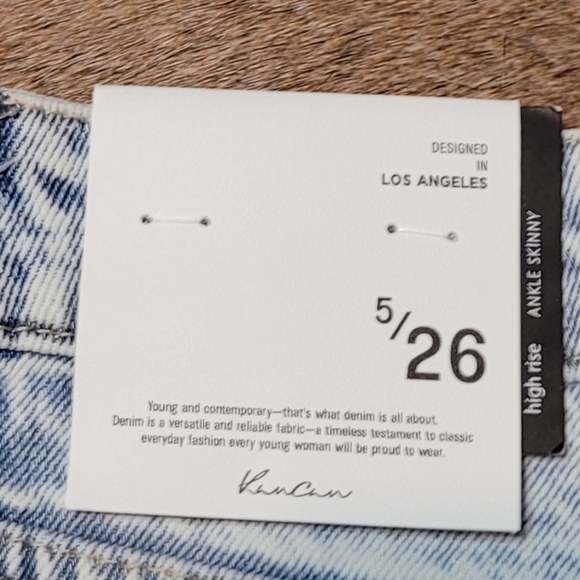 DESIGNED
IN
LOS ANGELES
5/26
Young and contemporary—that's what denim is all about.
Denim is a versatile and reliable fabric—a timeless testament to classic
everyday fashion every young woman will be proud to wear.
KanCan
high rise ANKLE SKINNY